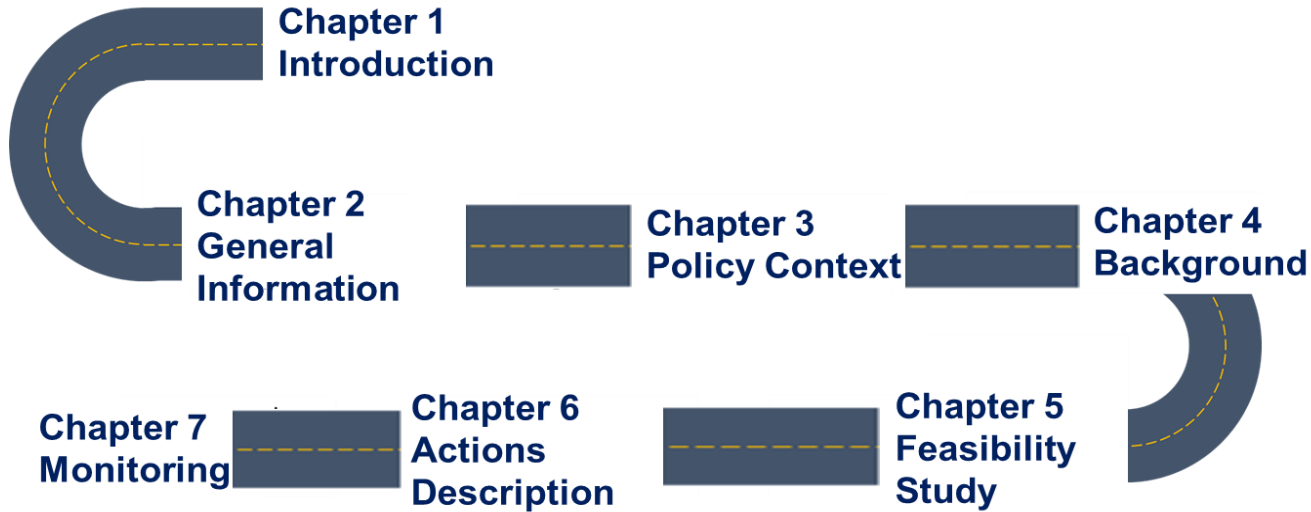 Chapter 1
Introduction
Chapter 2
General
Information
Chapter 3
Policy Context
Chapter 4
Background
Chapter 5
Feasibility
Study
Chapter 6
Actions
Description
Chapter 7
Monitoring